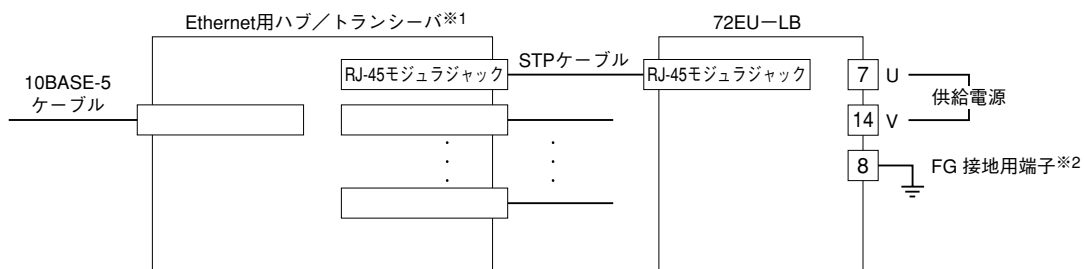 Ethernet用ハブ／トランシーバ※1
72EU－LB
10BASE-5
ケーブル
RJ-45モジュラジャック
STPケーブル
RJ-45モジュラジャック
7 U
供給電源
14 V
8 FG 接地用端子※2